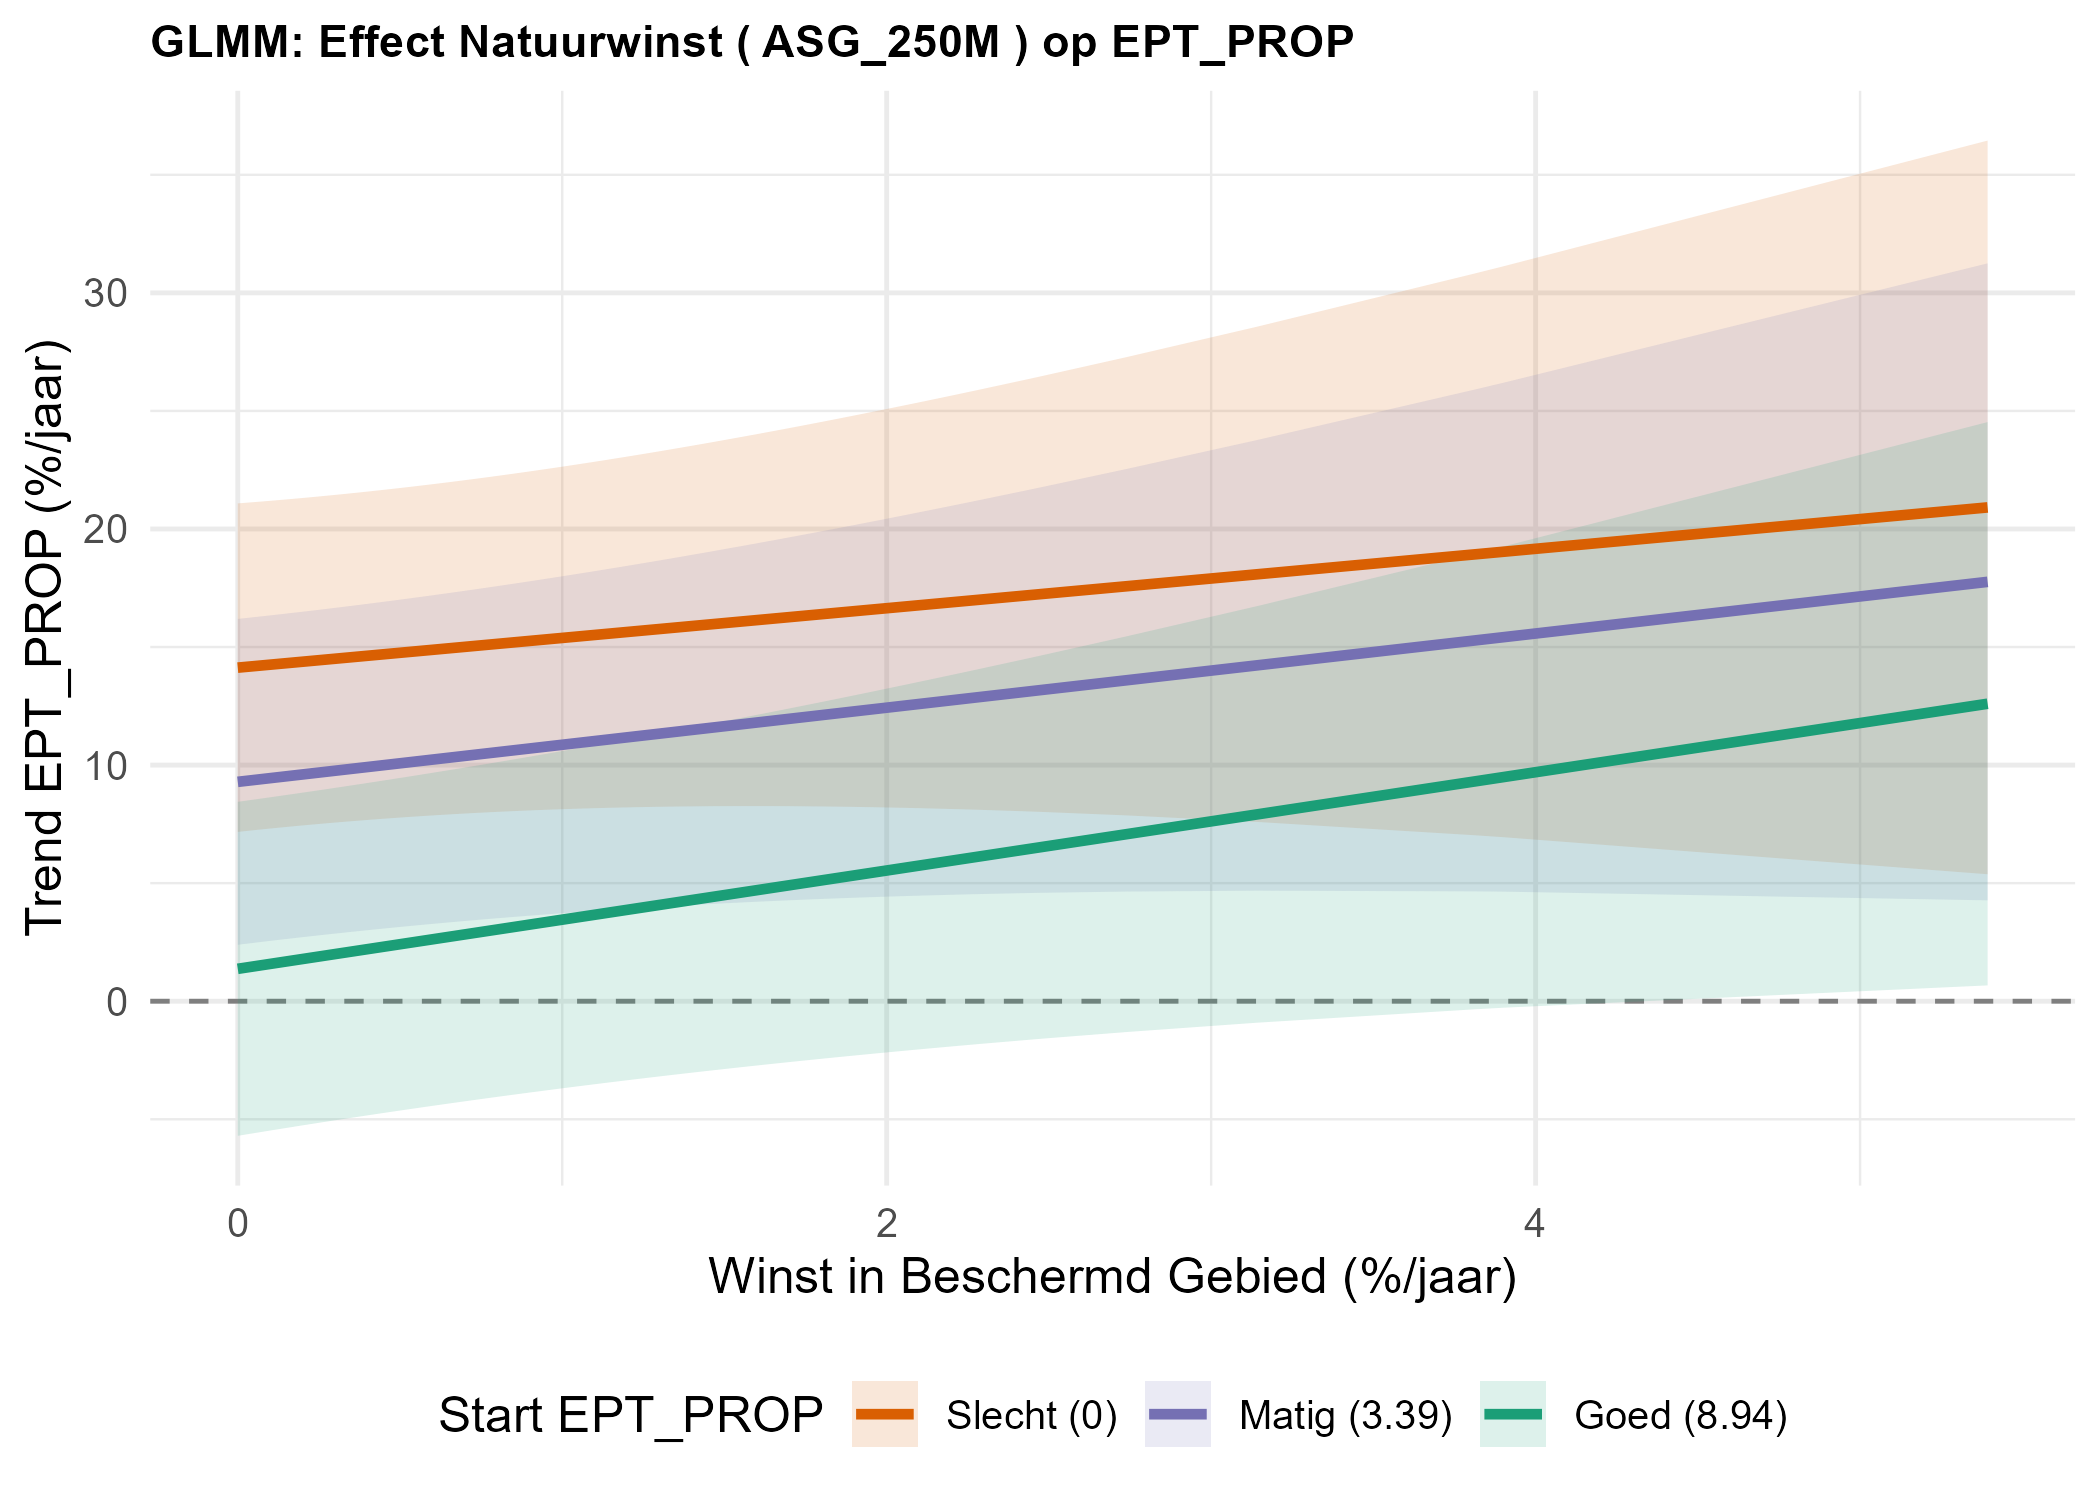 GLMM: Effect Natuurwinst ( ASG_250M ) op EPT_PROP
Trend EPT_PROP (%/jaar)
30
20
10
0
0 2 4
Winst in Beschermd Gebied (%/jaar)
Start EPT_PROP Slecht (0) Matig (3.39) Goed (8.94)